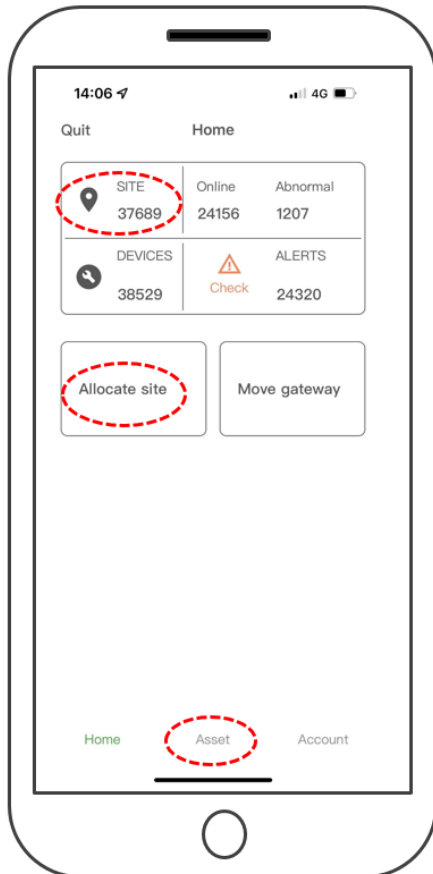 14:06 4G
Quit Home
SITE Online Abnormal
37689 24156 1207
DEVICES ALERTS
Check
38529 24320
Allocate site Move gateway
Home Asset Account